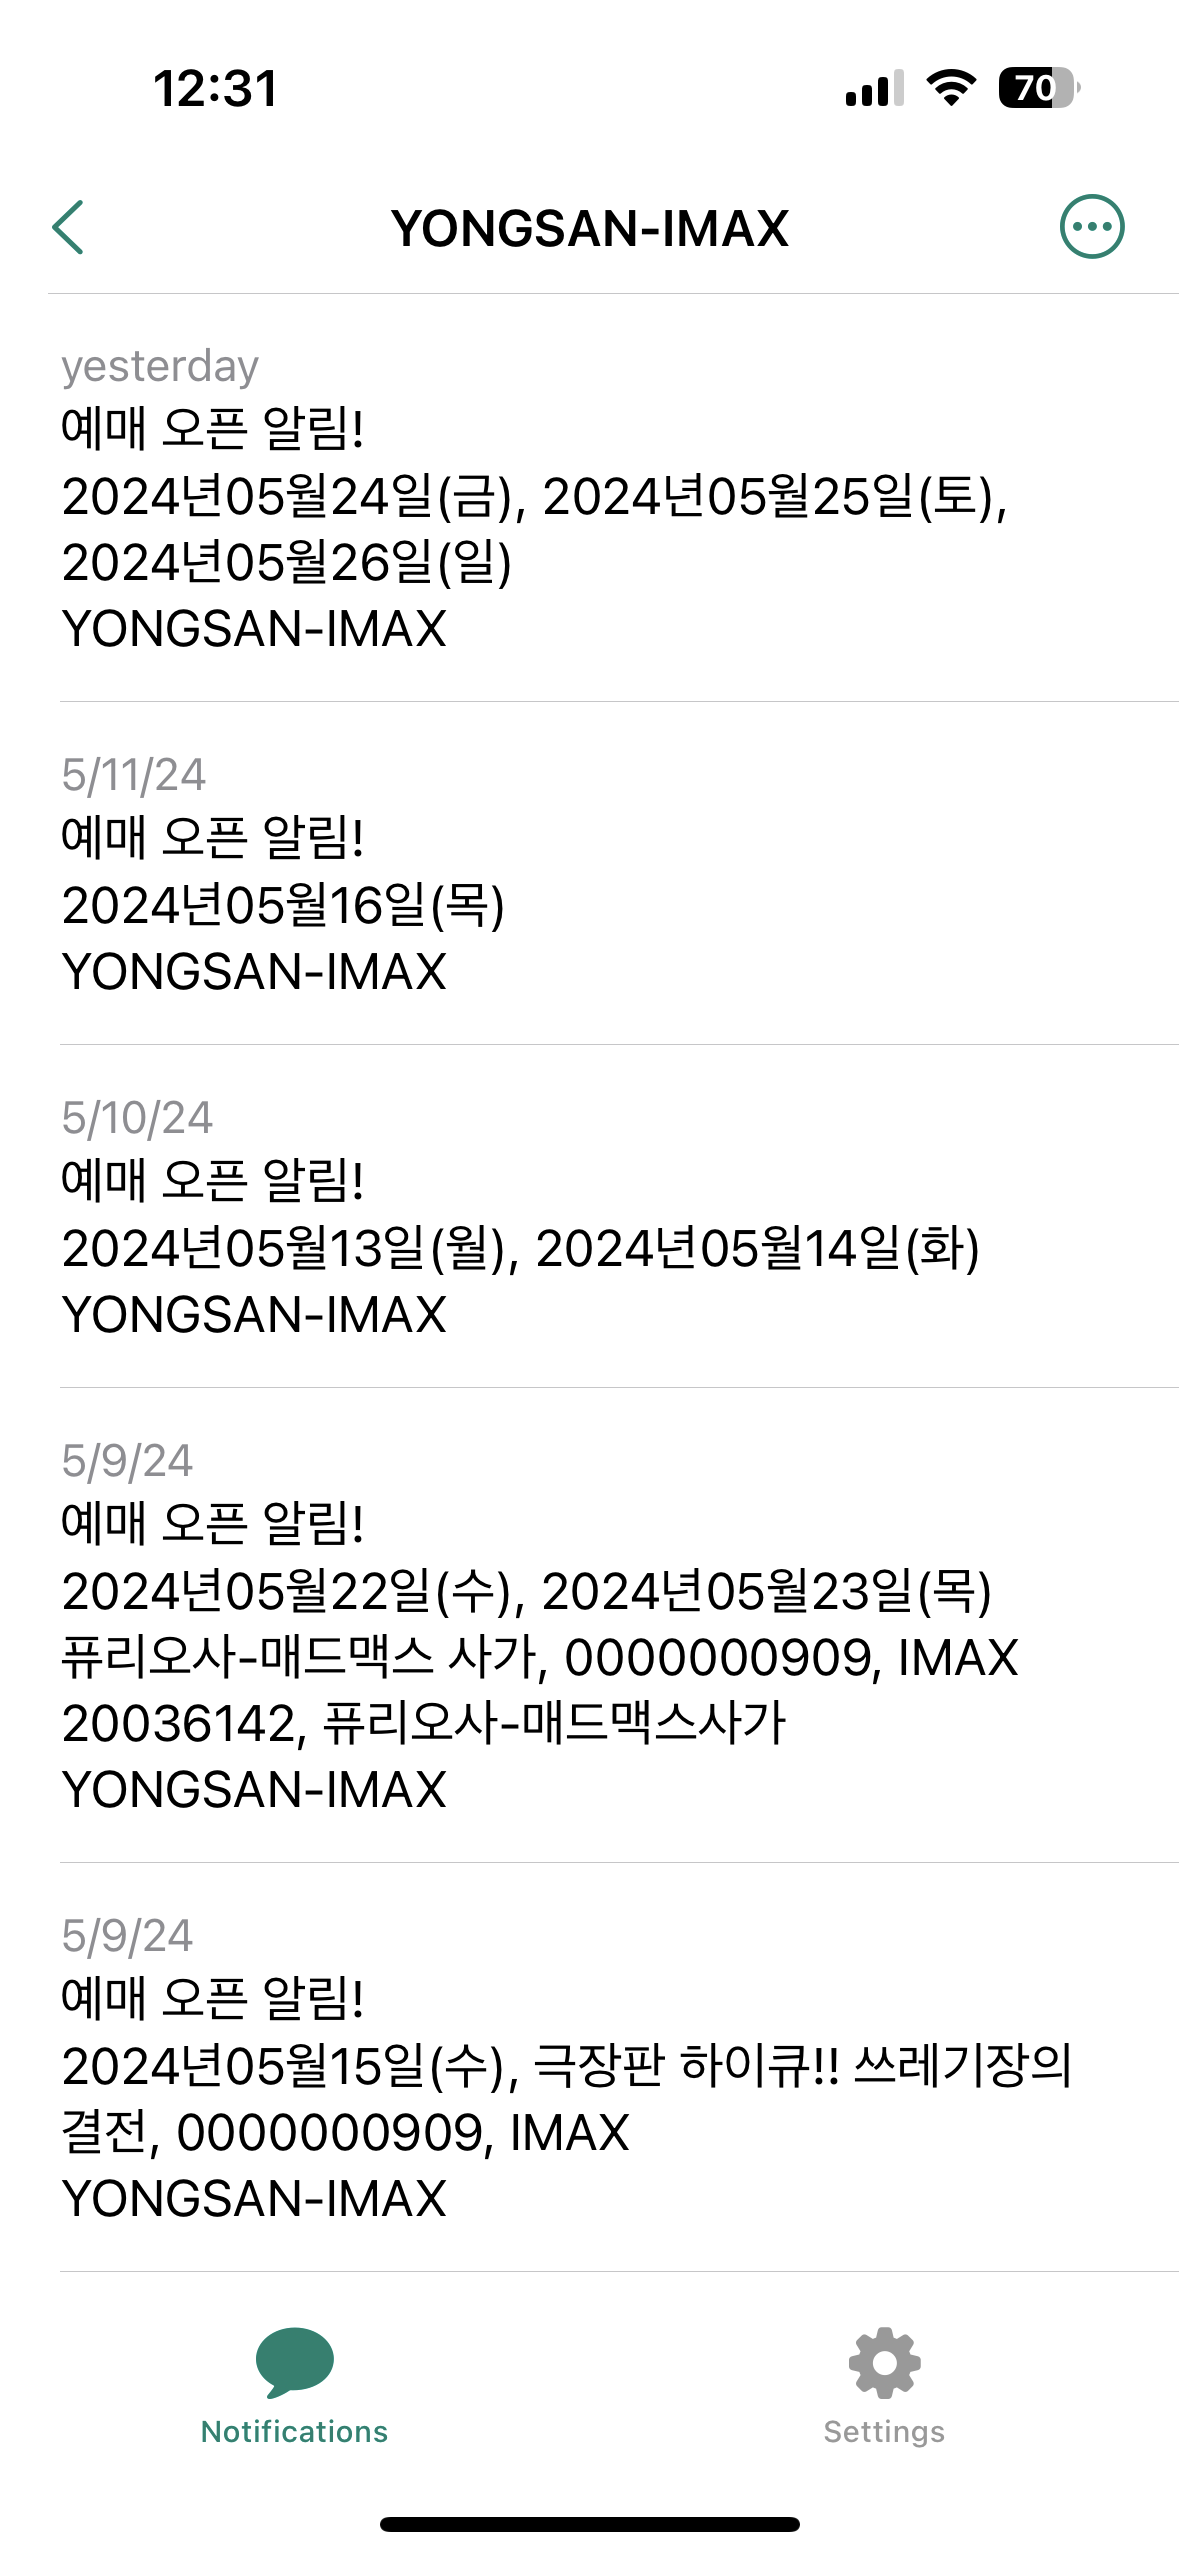 12:31
70
YONGSAN-IMAX
yesterday
예매 오픈 알림!
2024년05월24일(금), 2024년05월25일(토),
2024년05월26일(일)
YONGSAN-IMAX
5/11/24
예매 오픈 알림!
2024년05월16일(목)
YONGSAN-IMAX
5/10/24
예매 오픈 알림!
2024년05월13일(월), 2024년05월14일(화)
YONGSAN-IMAX
5/9/24
예매 오픈 알림!
2024년05월22일(수), 2024년05월23일(목)
퓨리오사-매드맥스 사가, 0000000909, IMAX
20036142, 퓨리오사-매드맥스사가
YONGSAN-IMAX
5/9/24
예매 오픈 알림!
2024년05월15일(수), 극장판 하이큐!! 쓰레기장의
결전, 0000000909, IMAX
YONGSAN-IMAX
Notifications
Settings